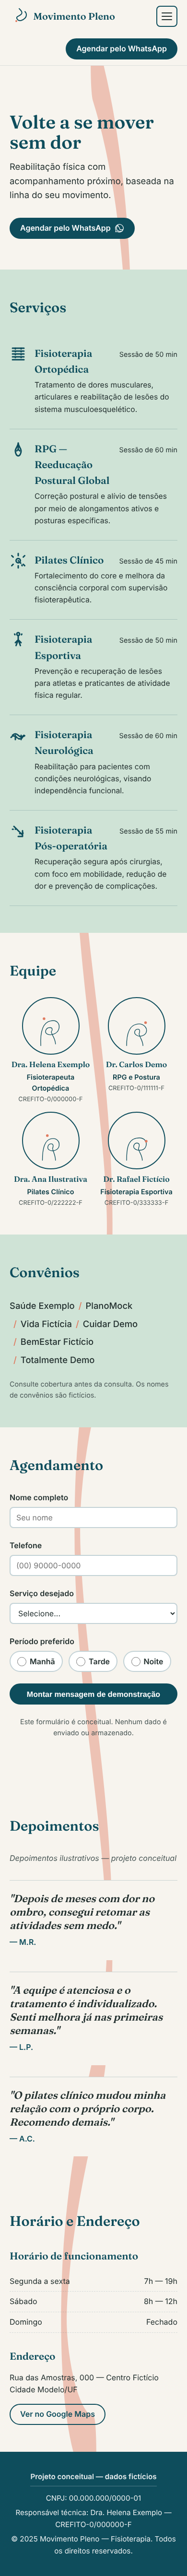 Movimento Pleno
Agendar pelo WhatsApp
Volte a se mover
sem dor
Reabilitação física com
acompanhamento próximo, baseada na
linha do seu movimento.
Agendar pelo WhatsApp
Serviços
Fisioterapia
Ortopédica
Sessão de 50 min
Tratamento de dores musculares,
articulares e reabilitação de lesões do
sistema musculoesquelético.
RPG —
Reeducação
Postural Global
Sessão de 60 min
Correção postural e alívio de tensões
por meio de alongamentos ativos e
posturas específicas.
Pilates Clínico
Sessão de 45 min
Fortalecimento do core e melhora da
consciência corporal com supervisão
fisioterapêutica.
Fisioterapia
Esportiva
Sessão de 50 min
Prevenção e recuperação de lesões
para atletas e praticantes de atividade
física regular.
Fisioterapia
Neurológica
Sessão de 60 min
Reabilitação para pacientes com
condições neurológicas, visando
independência funcional.
Fisioterapia
Pós-operatória
Sessão de 55 min
Recuperação segura após cirurgias,
com foco em mobilidade, redução de
dor e prevenção de complicações.
Equipe
Dra. Helena Exemplo
Fisioterapeuta
Ortopédica
CREFITO-0/000000-F
Dr. Carlos Demo
RPG e Postura
CREFITO-0/111111-F
Dra. Ana Ilustrativa
Pilates Clínico
CREFITO-0/222222-F
Dr. Rafael Fictício
Fisioterapia Esportiva
CREFITO-0/333333-F
Convênios
Saúde Exemplo / PlanoMock
/ Vida Fictícia / Cuidar Demo
/ BemEstar Fictício
/ Totalmente Demo
Consulte cobertura antes da consulta. Os nomes
de convênios são fictícios.
Agendamento
Nome completo
Seu nome
Telefone
(00) 90000-0000
Serviço desejado
Selecione...
Período preferido
Manhã
Tarde
Noite
Montar mensagem de demonstração
Este formulário é conceitual. Nenhum dado é
enviado ou armazenado.
Depoimentos
Depoimentos ilustrativos — projeto conceitual
"Depois de meses com dor no
ombro, consegui retomar as
atividades sem medo."
— M.R.
"A equipe é atenciosa e o
tratamento é individualizado.
Senti melhora já nas primeiras
semanas."
— L.P.
"O pilates clínico mudou minha
relação com o próprio corpo.
Recomendo demais."
— A.C.
Horário e Endereço
Horário de funcionamento
Segunda a sexta 7h — 19h
Sábado 8h — 12h
Domingo Fechado
Endereço
Rua das Amostras, 000 — Centro Fictício
Cidade Modelo/UF
Ver no Google Maps
Projeto conceitual — dados fictícios
CNPJ: 00.000.000/0000-01
Responsável técnica: Dra. Helena Exemplo —
CREFITO-0/000000-F
© 2025 Movimento Pleno — Fisioterapia. Todos
os direitos reservados.